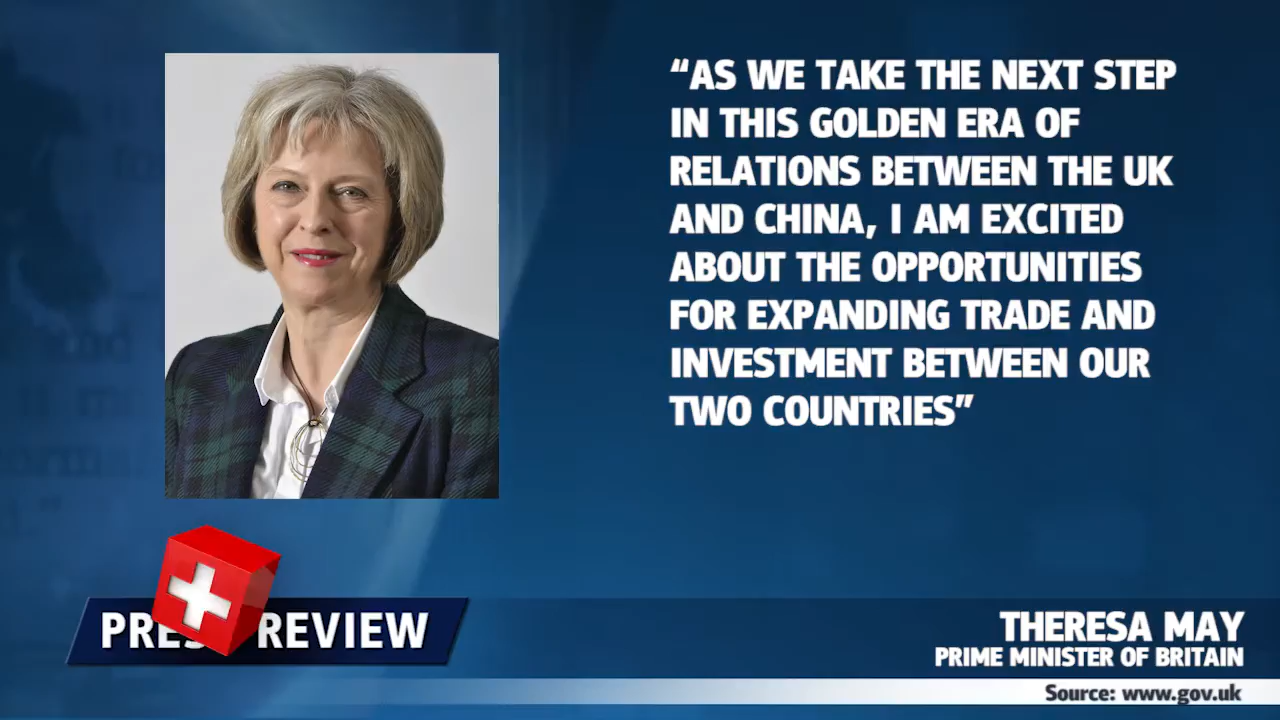 “AS WE TAKE THE NEXT STEP
IN THIS GOLDEN ERA OF
RELATIONS BETWEEN THE UK
AND CHINA, I AM EXCITED
ABOUT THE OPPORTUNITIES
FOR EXPANDING TRADE AND
INVESTMENT BETWEEN OUR
TWO COUNTRIES”
PRESS REVIEW
THERESA MAY
PRIME MINISTER OF BRITAIN
Source: www.gov.uk